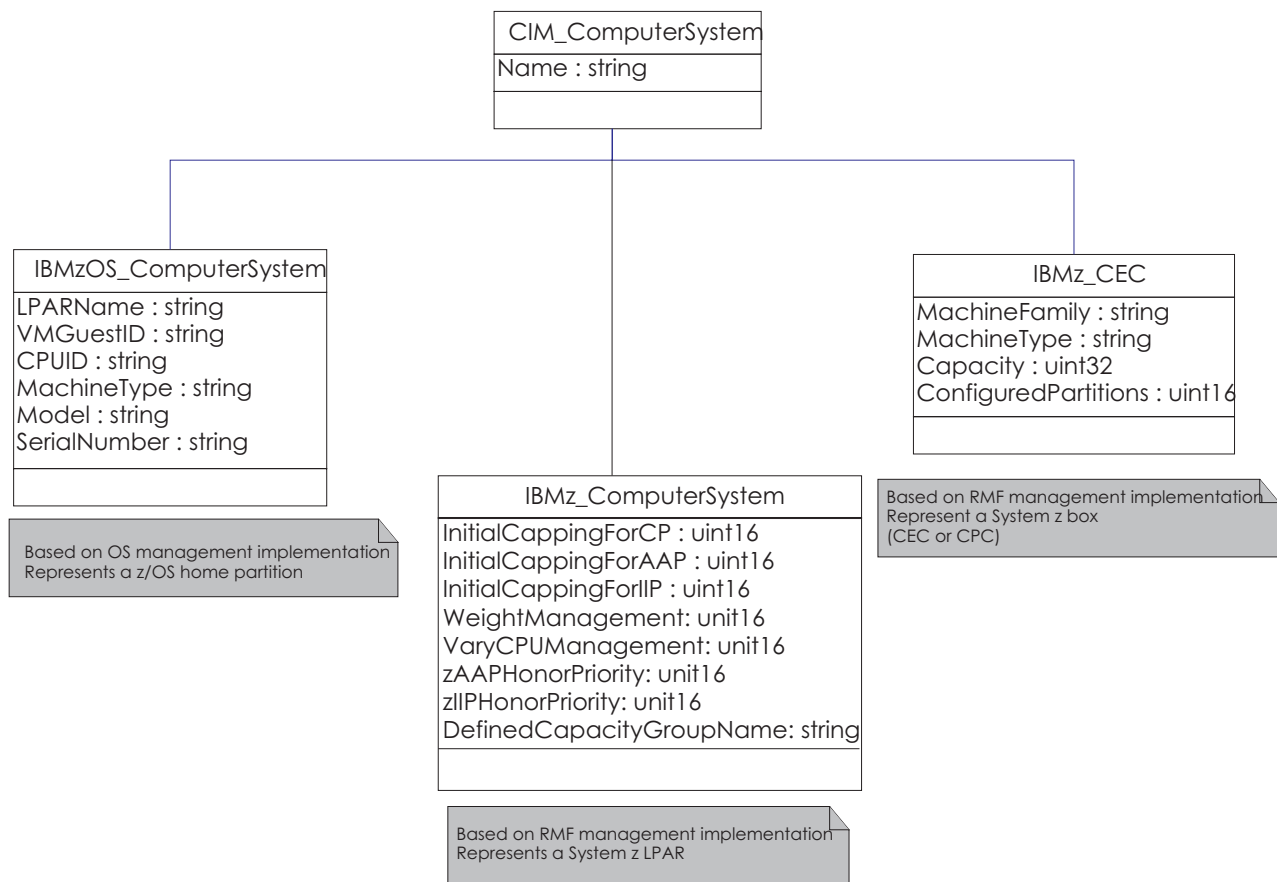 CIM_ComputerSystem
Name : string
IBMzOS_ComputerSystem
LPARName : string
VMGuestID : string
CPUID : string
MachineType : string
Model : string
SerialNumber : string
Based on OS management implementation
Represents a z/OS home partition
IBMz_ComputerSystem
InitialCappingForCP : uint16
InitialCappingForAAP : uint16
InitialCappingForIIP : uint16
WeightManagement: unit16
VaryCPUManagement: unit16
zAAPHonorPriority: unit16
zIIPHonorPriority: unit16
DefinedCapacityGroupName: string
Based on RMF management implementation
Represents a System z LPAR
IBMz_CEC
MachineFamily : string
MachineType : string
Capacity : uint32
ConfiguredPartitions : uint16
Based on RMF management implementation
Represent a System z box
(CEC or CPC)